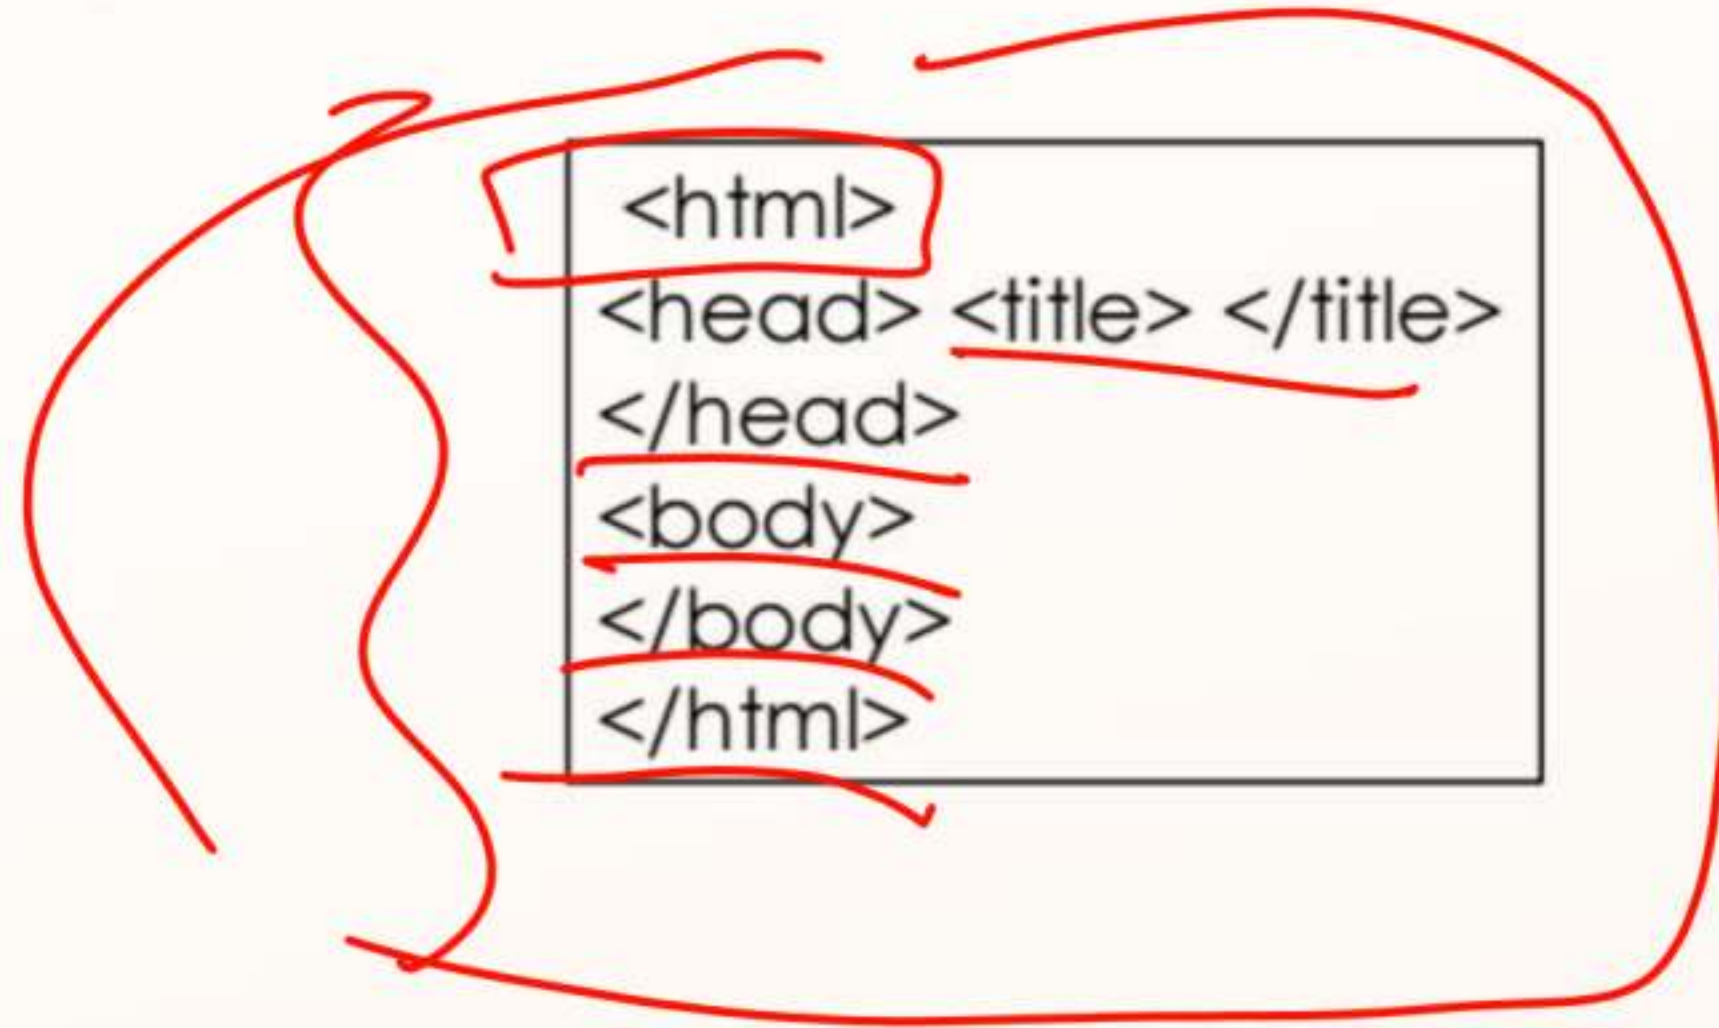 <html>
<head> <title> </title>
</head>
<body>
</body>
</html>